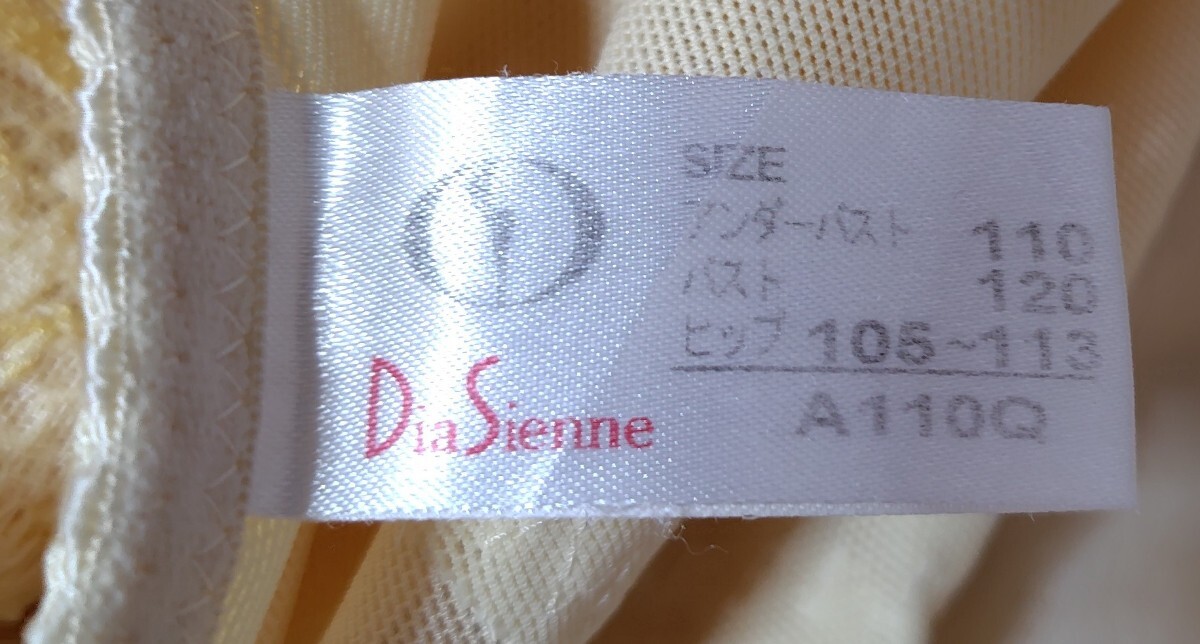 DiaSienne
SIZE
アンダーバスト 110
バスト 120
ヒップ 105~113
A110Q